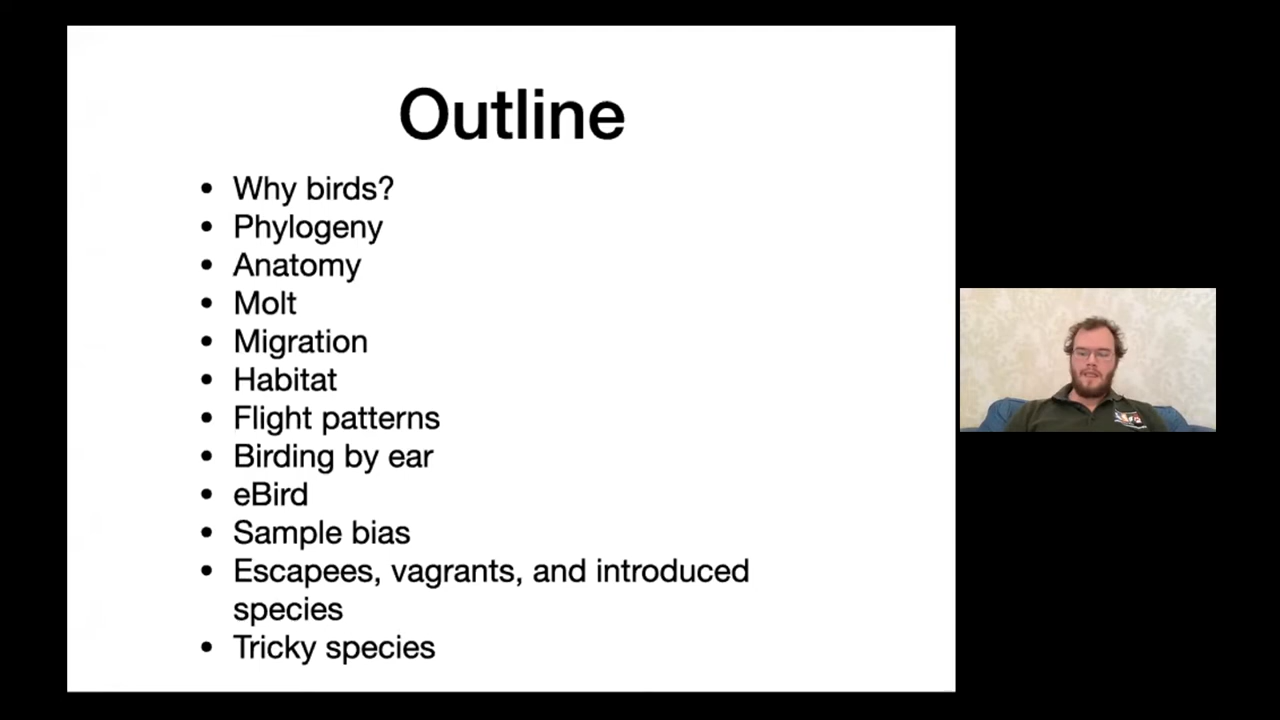 Outline
• Why birds?
• Phylogeny
• Anatomy
• Molt
• Migration
• Habitat
• Flight patterns
• Birding by ear
• eBird
• Sample bias
• Escapees, vagrants, and introduced
species
• Tricky species